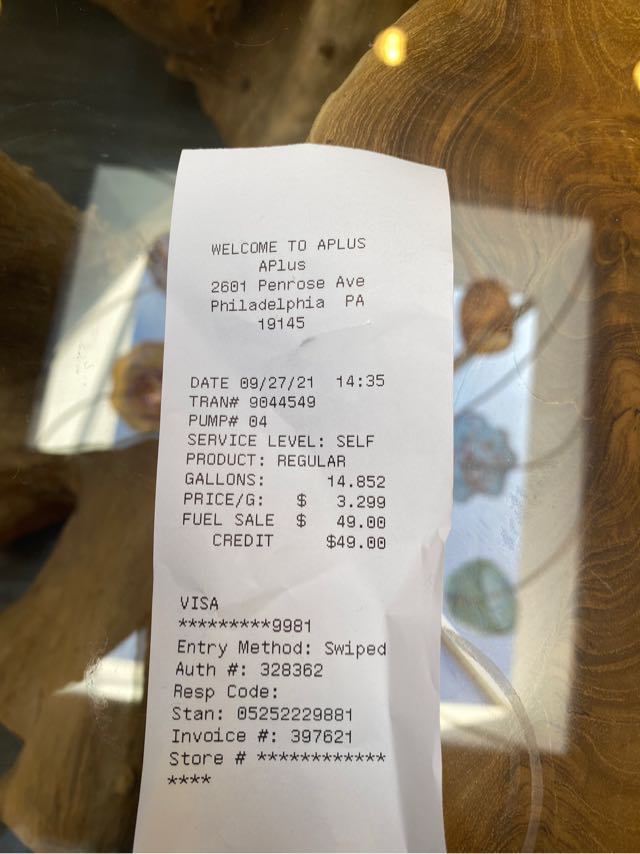 WELCOME TO APLUS
APlus
2601 Penrose Ave
Philadelphia PA
19145
DATE 09/27/21 14:35
TRAN# 9044549
PUMP# 04
SERVICE LEVEL: SELF
PRODUCT: REGULAR
GALLONS: 14.852
PRICE/G: $ 3.299
FUEL SALE $ 49.00
CREDIT $49.00
VISA
*********9981
Entry Method: Swiped
Auth #: 328362
Resp Code:
Stan: 05252229881
Invoice #: 397621
Store # ************
****